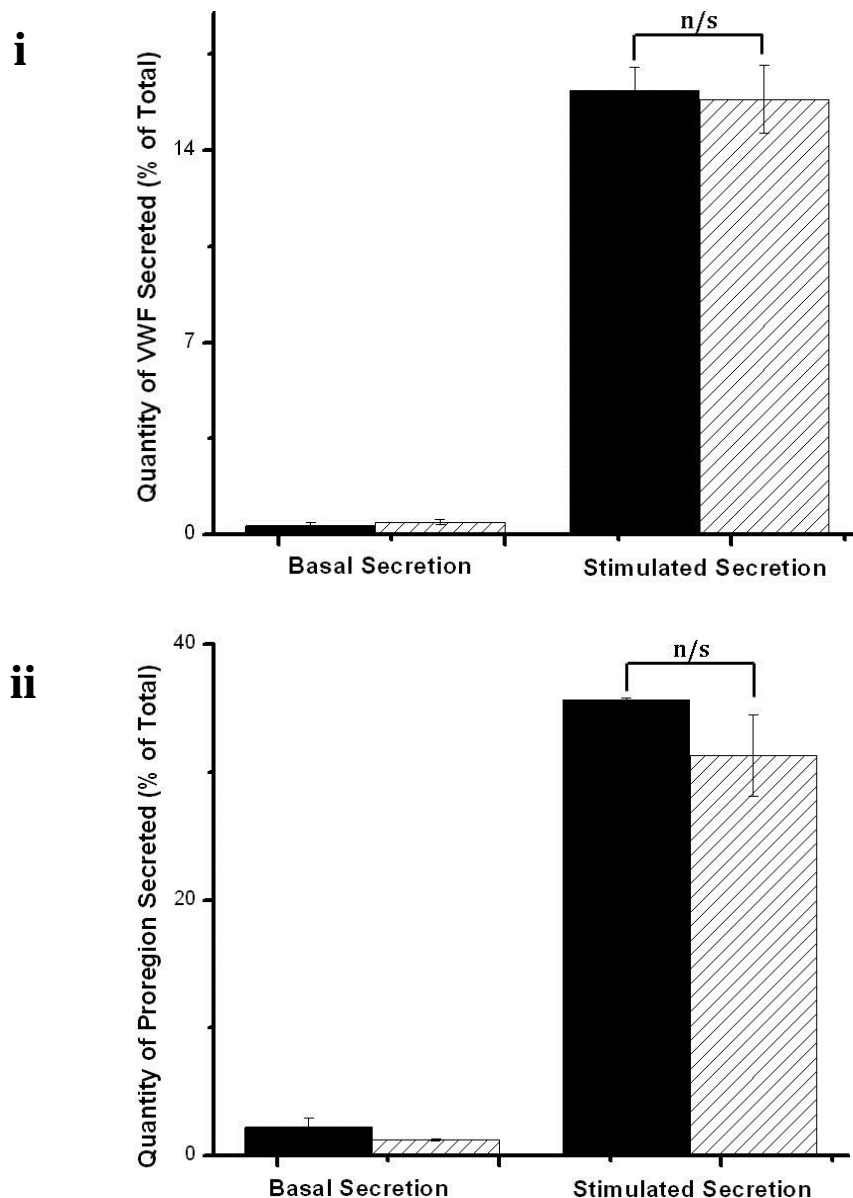 i
n/s
Quantity of VWF Secreted (% of Total)
14
7
0
Basal Secretion
Stimulated Secretion
ii
n/s
Quantity of Proregion Secreted (% of Total)
40
20
0
Basal Secretion
Stimulated Secretion